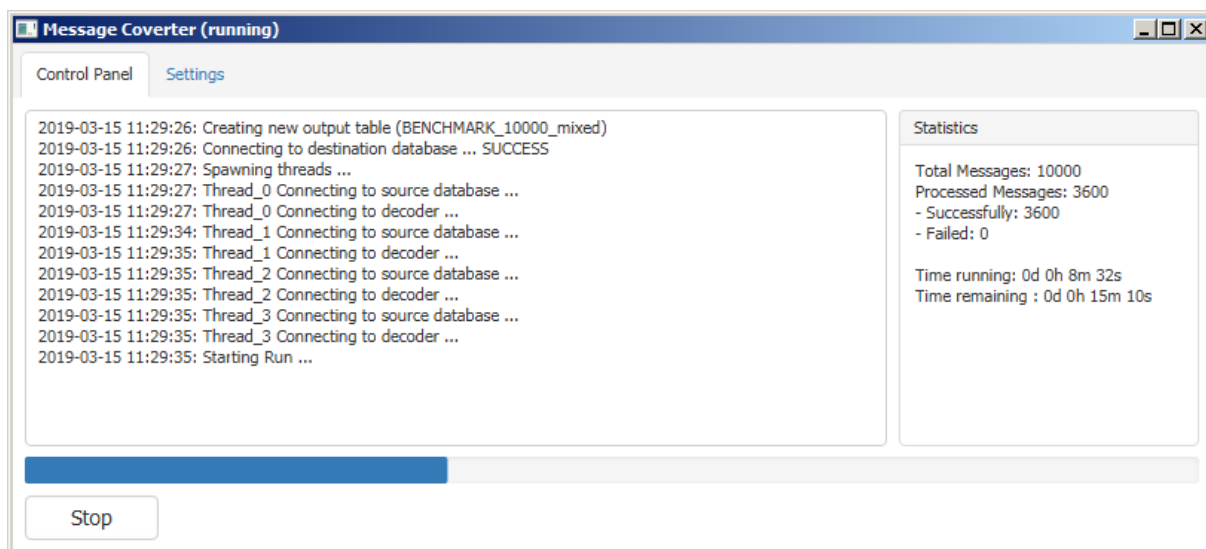 Message Coverter (running)
Control Panel
Settings
2019-03-15 11:29:26: Creating new output table (BENCHMARK_10000_mixed)
2019-03-15 11:29:26: Connecting to destination database ... SUCCESS
2019-03-15 11:29:27: Spawning threads ...
2019-03-15 11:29:27: Thread_0 Connecting to source database ...
2019-03-15 11:29:27: Thread_0 Connecting to decoder ...
2019-03-15 11:29:34: Thread_1 Connecting to source database ...
2019-03-15 11:29:35: Thread_1 Connecting to decoder ...
2019-03-15 11:29:35: Thread_2 Connecting to source database ...
2019-03-15 11:29:35: Thread_2 Connecting to decoder ...
2019-03-15 11:29:35: Thread_3 Connecting to source database ...
2019-03-15 11:29:35: Thread_3 Connecting to decoder ...
2019-03-15 11:29:35: Starting Run ...
Statistics
Total Messages: 10000
Processed Messages: 3600
- Successfully: 3600
- Failed: 0
Time running: 0d 0h 8m 32s
Time remaining : 0d 0h 15m 10s
Stop